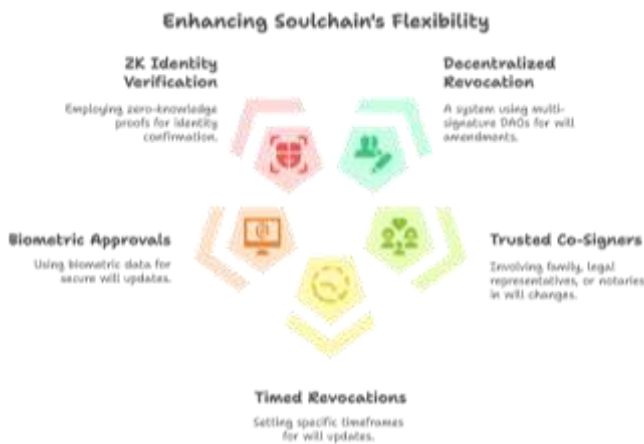 Enhancing Soulchain's Flexibility
ZK Identity
Verification
Employing zero-knowledge
proofs for identity
confirmation.
Decentralized
Revocation
A system using multi-
signature DAOs for will
amendments.
Biometric Approvals
Using biometric data for
secure will updates.
Trusted Co-Signers
Involving family, legal
representatives, or notaries
in will changes.
Timed Revocations
Setting specific timeframes
for will updates.